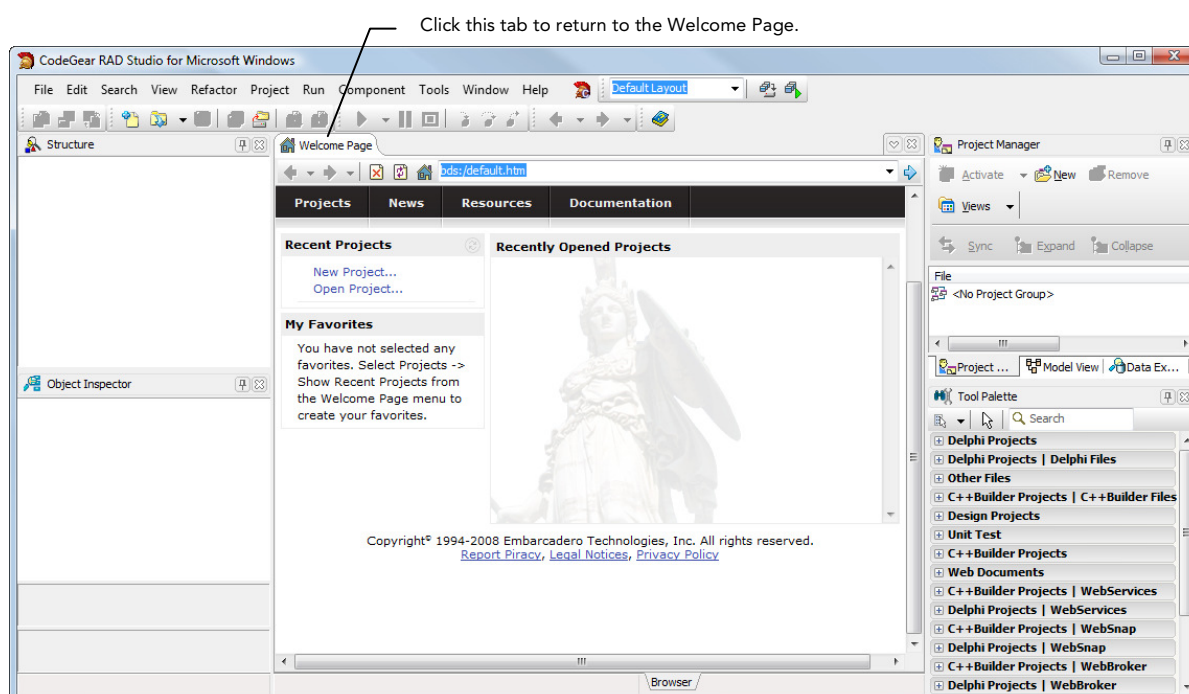 Click this tab to return to the Welcome Page.
CodeGear RAD Studio for Microsoft Windows
File Edit Search View Refactor Project Run Component Tools Window Help Default Layout
Structure
Welcome Page
bds:/default.htm
Projects News Resources Documentation
Recent Projects
New Project...
Open Project...
My Favorites
You have not selected any
favorites. Select Projects ->
Show Recent Projects from
the Welcome Page menu to
create your favorites.
Recently Opened Projects
Copyright© 1994-2008 Embarcadero Technologies, Inc. All rights reserved.
Report Piracy, Legal Notices, Privacy Policy
Browser
Object Inspector
Project Manager
Activate New Remove
Views
Sync Expand Collapse
File
<No Project Group>
Project ... Model View Data Ex...
Tool Palette
Search
Delphi Projects
Delphi Projects | Delphi Files
Other Files
C++Builder Projects | C++Builder Files
Design Projects
Unit Test
C++Builder Projects
Web Documents
C++Builder Projects | WebServices
Delphi Projects | WebServices
C++Builder Projects | WebSnap
Delphi Projects | WebSnap
C++Builder Projects | WebBroker
Delphi Projects | WebBroker